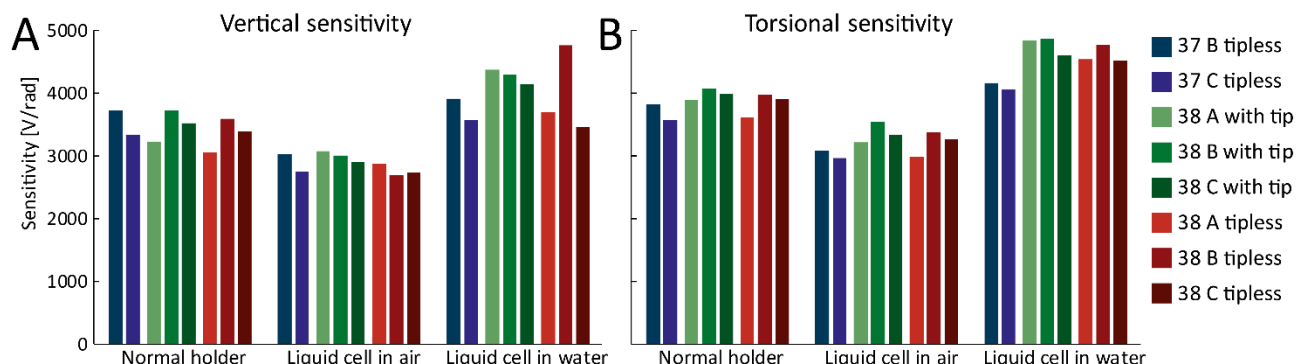 A
Vertical sensitivity
Sensitivity [V/rad]
5000
4000
3000
2000
1000
0
Normal holder
Liquid cell in air
Liquid cell in water
B
Torsional sensitivity
Normal holder
Liquid cell in air
Liquid cell in water
37 B tipless
37 C tipless
38 A with tip
38 B with tip
38 C with tip
38 A tipless
38 B tipless
38 C tipless